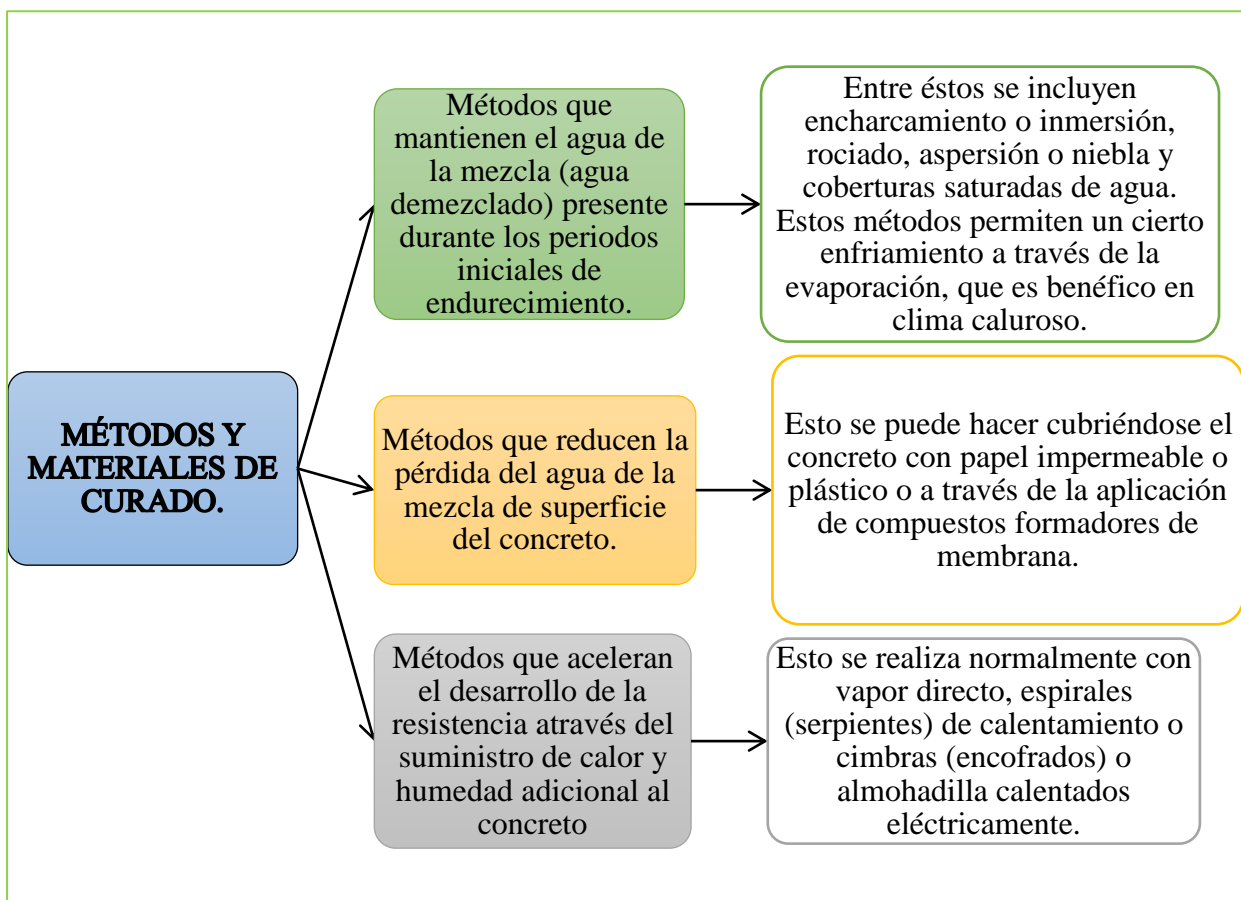 MÉTODOS Y
MATERIALES DE
CURADO.
Métodos que
mantienen el agua de
la mezcla (agua
demezclado) presente
durante los periodos
iniciales de
endurecimiento.
Entre éstos se incluyen
encharcamiento o inmersión,
rociado, aspersión o niebla y
coberturas saturadas de agua.
Estos métodos permiten un cierto
enfriamiento a través de la
evaporación, que es benéfico en
clima caluroso.
Métodos que reducen la
pérdida del agua de la
mezcla de superficie
del concreto.
Esto se puede hacer cubriéndose el
concreto con papel impermeable o
plástico o a través de la aplicación
de compuestos formadores de
membrana.
Métodos que aceleran
el desarrollo de la
resistencia através del
suministro de calor y
humedad adicional al
concreto
Esto se realiza normalmente con
vapor directo, espirales
(serpientes) de calentamiento o
cimbras (encofrados) o
almohadilla calentados
eléctricamente.